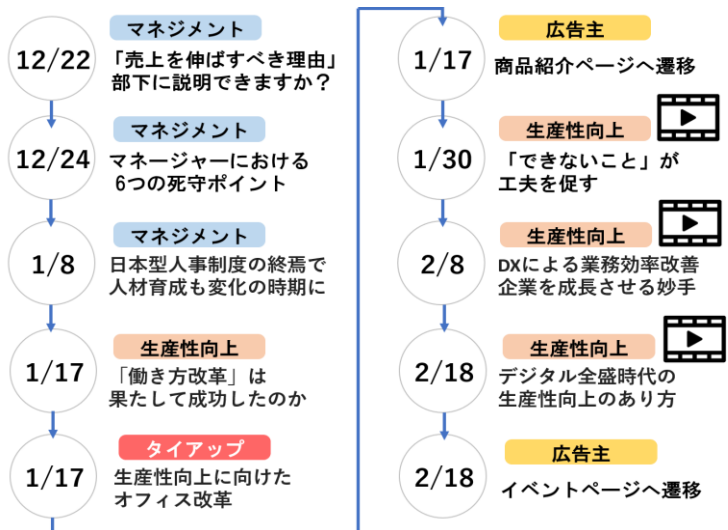 マネジメント
12/22
「売上を伸ばすべき理由」
部下に説明できますか？
マネジメント
12/24
マネージャーにおける
6つの死守ポイント
マネジメント
1/8
日本型人事制度の終焉で
人材育成も変化の時期に
生産性向上
1/17
「働き方改革」は
果たして成功したのか
タイアップ
1/17
生産性向上に向けた
オフィス改革
広告主
1/17
商品紹介ページへ遷移
生産性向上
1/30
「できないこと」が
工夫を促す
生産性向上
2/8
DXによる業務効率改善
企業を成長させる妙手
生産性向上
2/18
デジタル全盛時代の
生産性向上のあり方
広告主
2/18
イベントページへ遷移